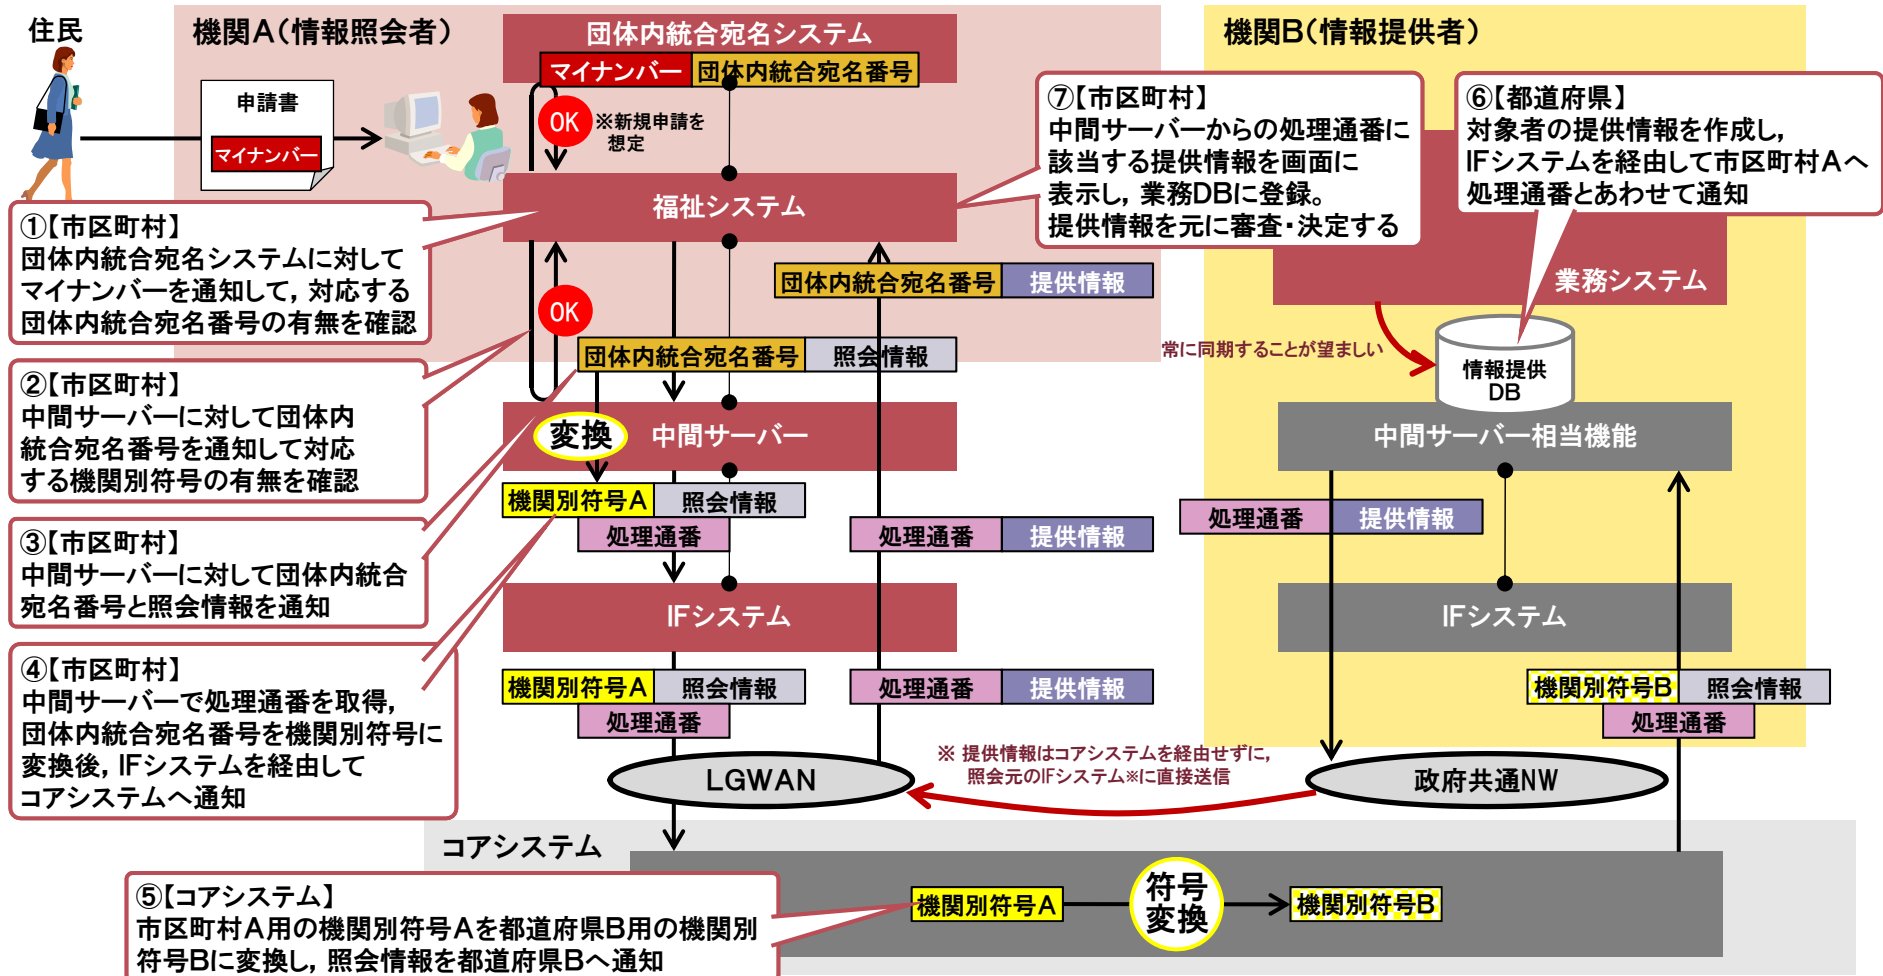 住民
機関A(情報照会者)
団体内統合宛名システム
マイナンバー 団体内統合宛名番号
申請書
マイナンバー
OK
※新規申請を
想定
福祉システム
①【市区町村】
団体内統合宛名システムに対して
マイナンバーを通知して，対応する
団体内統合宛名番号の有無を確認
OK
団体内統合宛名番号 提供情報
団体内統合宛名番号 照会情報
②【市区町村】
中間サーバーに対して団体内
統合宛名番号を通知して対応
する機関別符号の有無を確認
変換
中間サーバー
機関別符号A 照会情報
処理通番
処理通番 提供情報
③【市区町村】
中間サーバーに対して団体内統合
宛名番号と照会情報を通知
IFシステム
④【市区町村】
中間サーバーで処理通番を取得，
団体内統合宛名番号を機関別符号に
変換後，IFシステムを経由して
コアシステムへ通知
機関別符号A 照会情報
処理通番
処理通番 提供情報
LGWAN
機関B(情報提供者)
⑦【市区町村】
中間サーバーからの処理通番に
該当する提供情報を画面に
表示し，業務DBに登録。
提供情報を元に審査・決定する
⑥【都道府県】
対象者の提供情報を作成し，
IFシステムを経由して市区町村Aへ
処理通番とあわせて通知
業務システム
常に同期することが望ましい
情報提供
DB
中間サーバー相当機能
処理通番 提供情報
IFシステム
機関別符号B 照会情報
処理通番
※ 提供情報はコアシステムを経由せずに，
照会元のIFシステム※に直接送信
政府共通NW
コアシステム
⑤【コアシステム】
市区町村A用の機関別符号Aを都道府県B用の機関別
符号Bに変換し，照会情報を都道府県Bへ通知
機関別符号A
符号
変換
機関別符号B